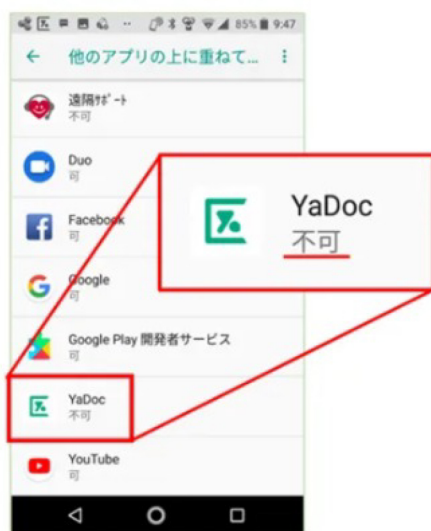 85% 9:47
他のアプリの上に重ねて...
遠隔ｻﾎﾟｰﾄ
不可
Duo
可
Facebook
可
Google
可
Google Play 開発者サービス
可
YaDoc
不可
YouTube
可
YaDoc
不可